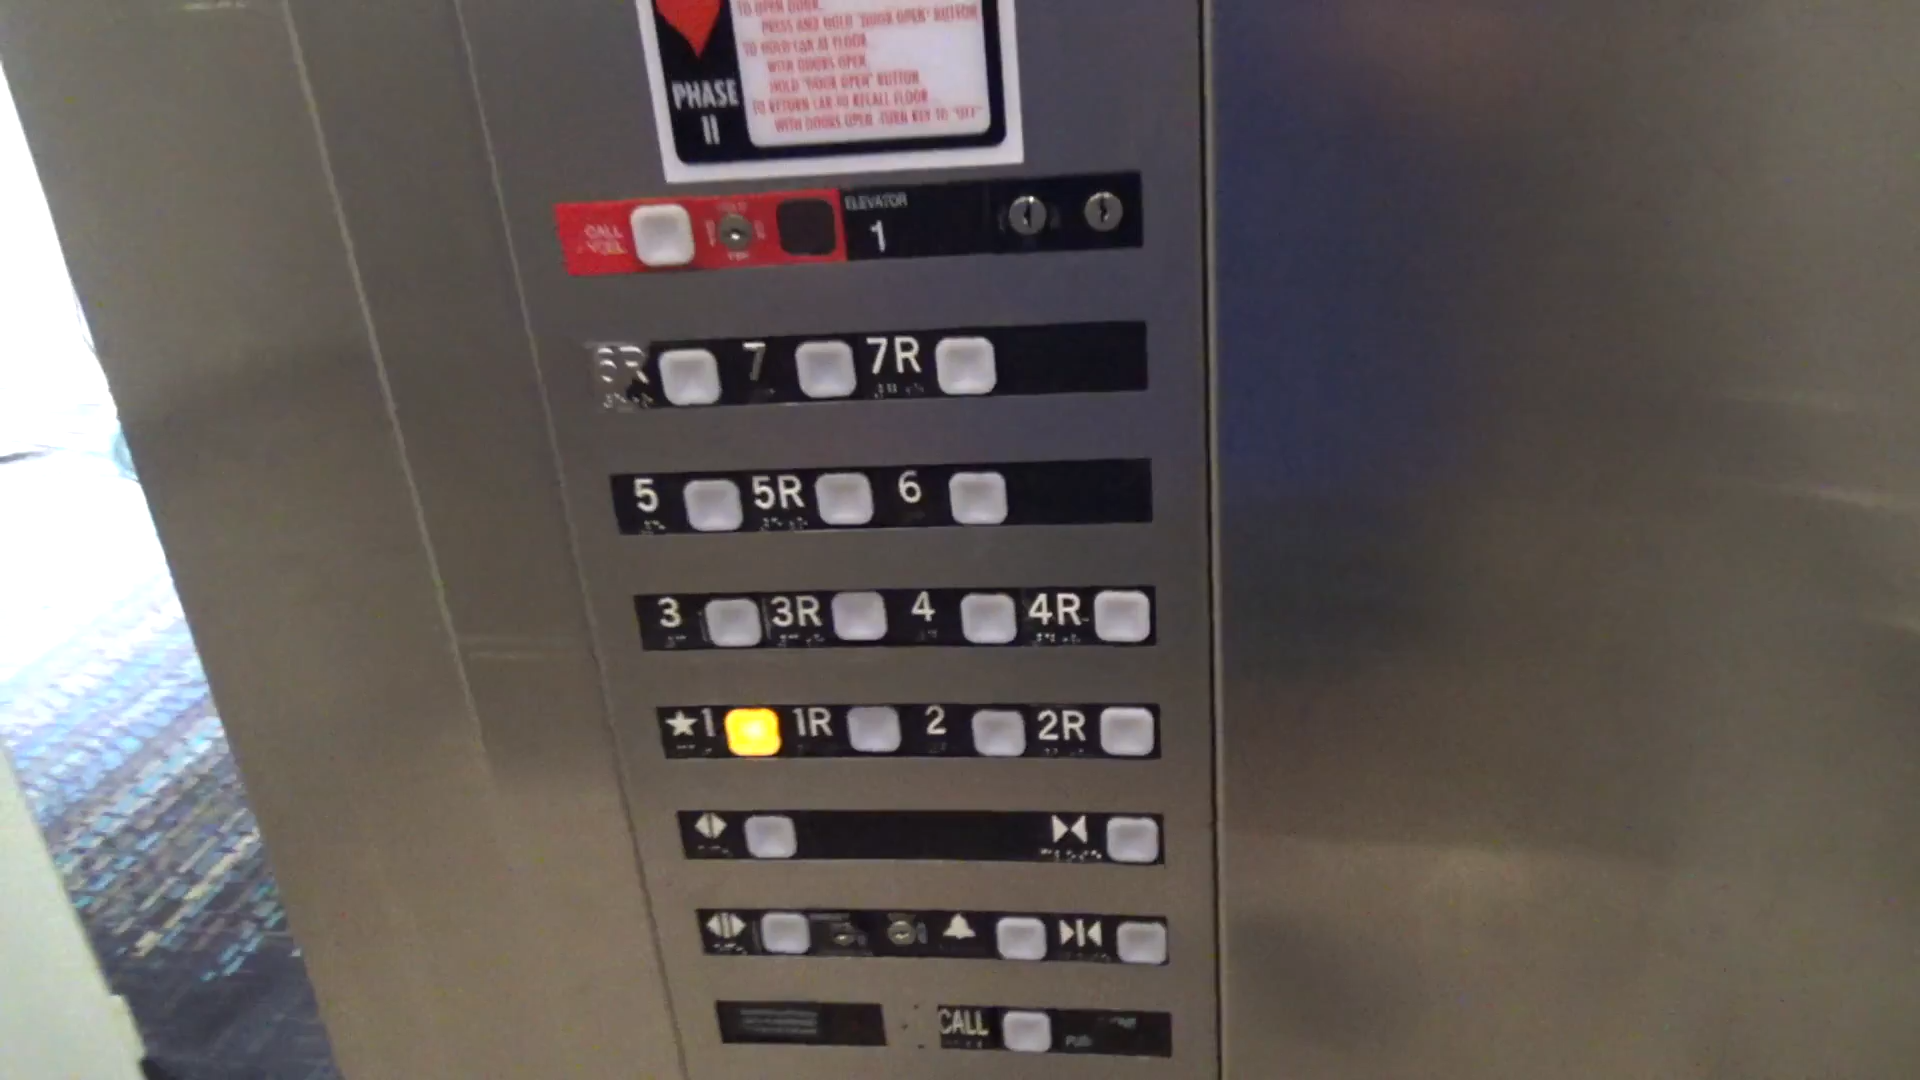 TO OPEN DOOR
PRESS AND HOLD "DOOR OPEN" BUTTON
TO HOLD CAR AT FLOOR
WITH DOORS OPEN
HOLD "DOOR OPEN" BUTTON
TO RETURN CAR TO RECALL FLOOR
WITH DOORS OPEN -TURN KEY TO "OFF"
PHASE
II
CALL
HOLD
ELEVATOR
1
6R 7 7R
5 5R 6
3 3R 4 4R
★1 1R 2 2R
CALL